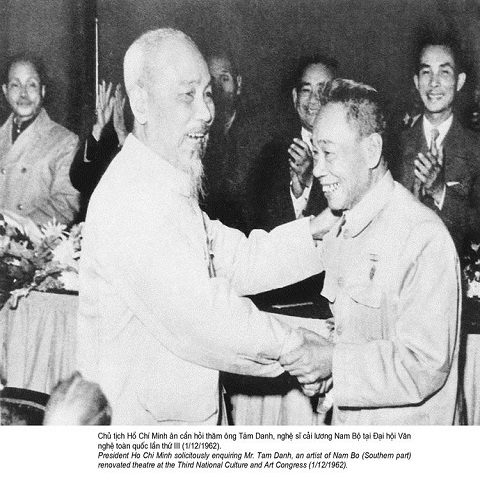 Chủ tịch Hồ Chí Minh ân cần hỏi thăm ông Tám Danh, nghệ sĩ cải lương Nam Bộ tại Đại hội Văn
nghệ toàn quốc lần thứ III (1/12/1962).
President Ho Chi Minh solicitously enquiring Mr. Tam Danh, an artist of Nam Bo (Southern part)
renovated theatre at the Third National Culture and Art Congress (1/12/1962).